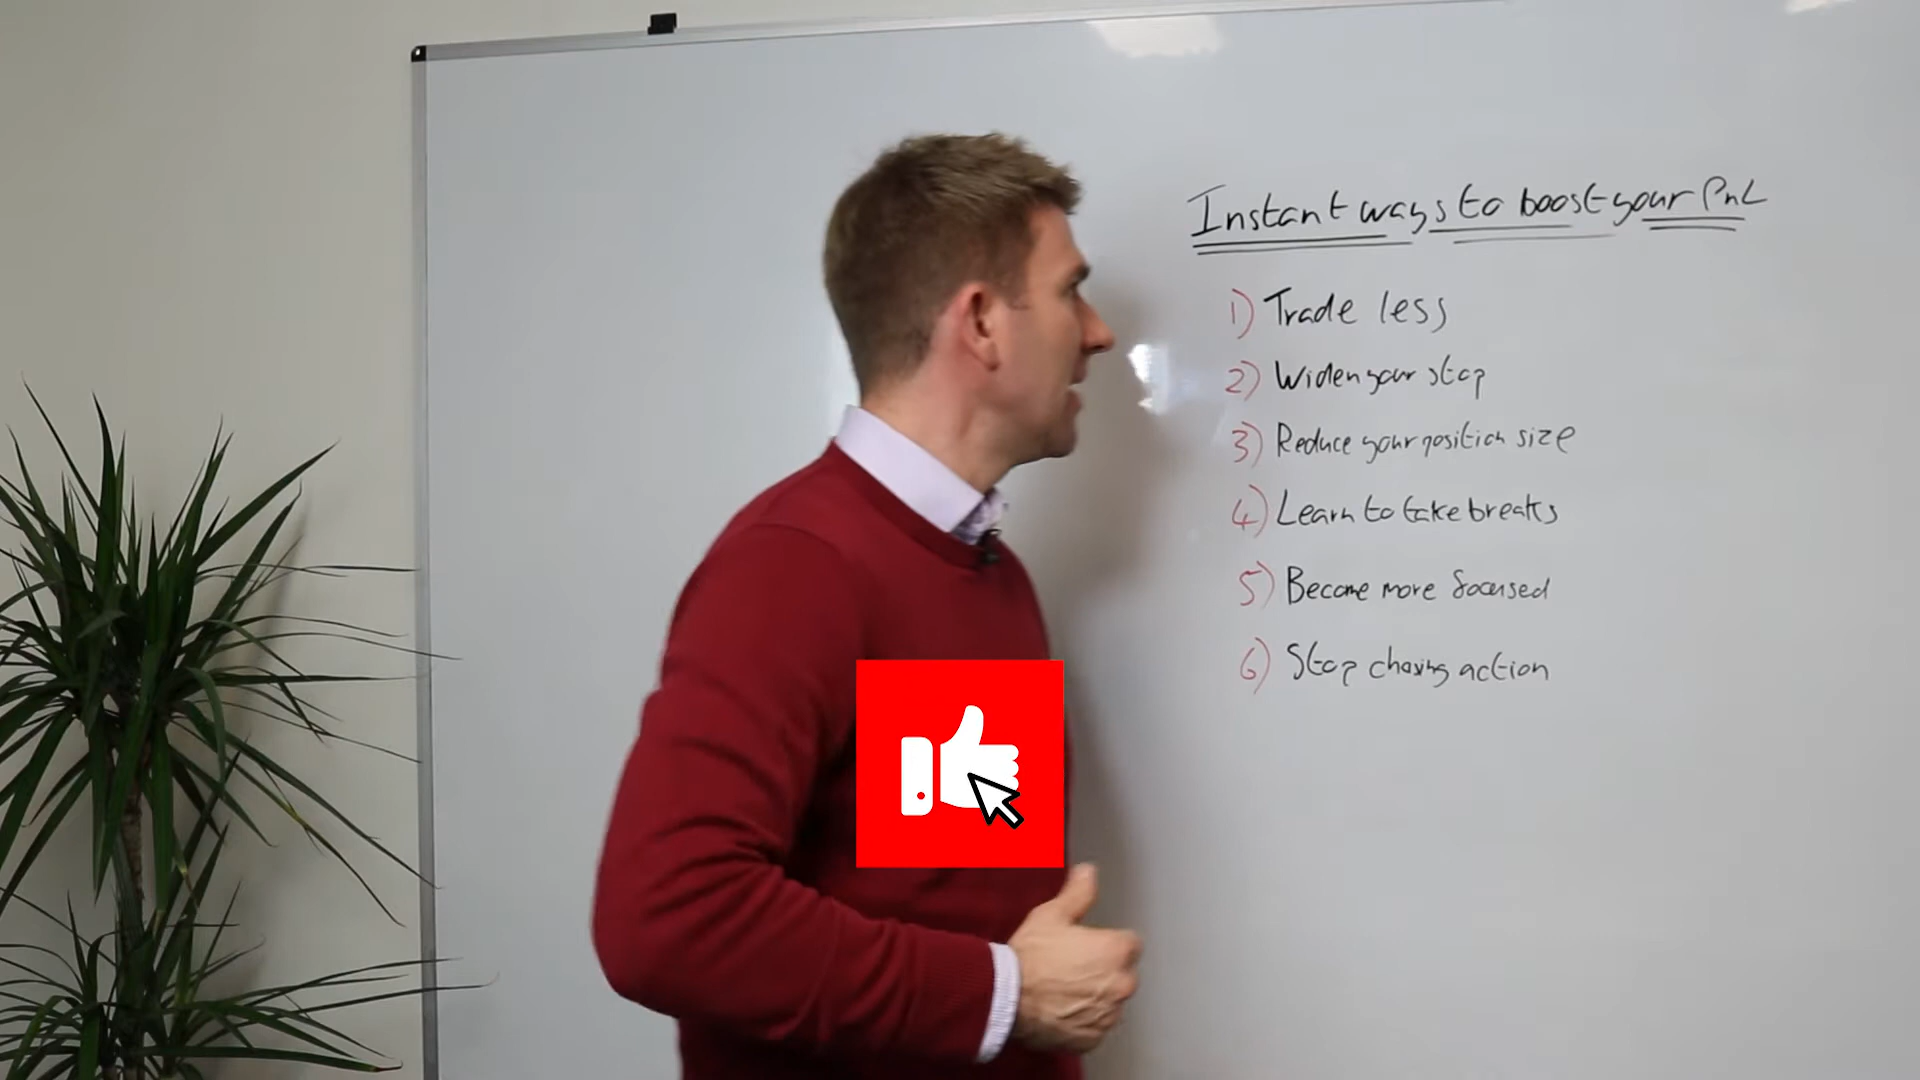 Instant ways to boost your PnL
1) Trade less
2) Widen your stop
3) Reduce your position size
4) Learn to take breaks
5) Become more focused
6) Stop chasing action